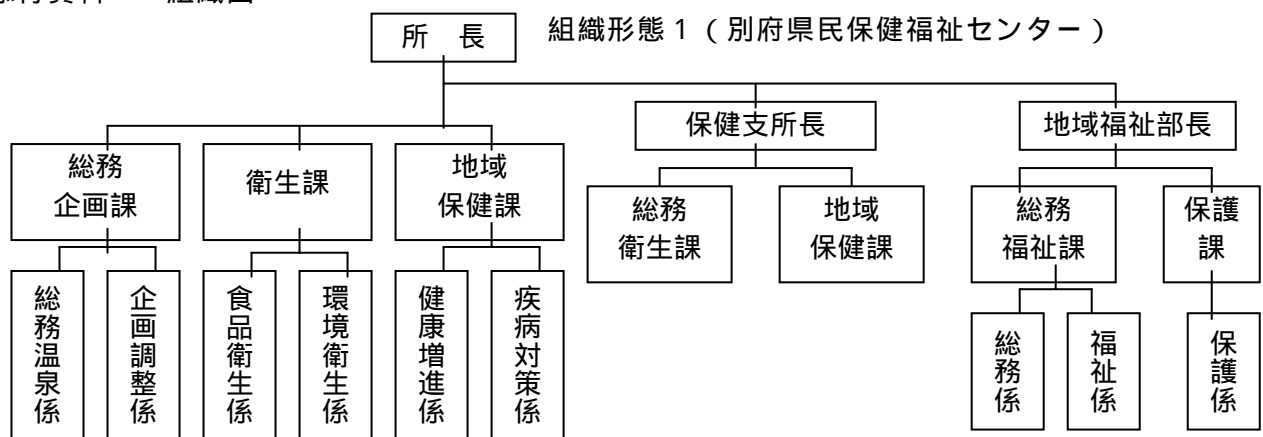 組織形態1(別府県民保健福祉センター)
所 長
保健支所長
地域福祉部長
総務
企画課
衛生課
地域
保健課
総務
衛生課
地域
保健課
総務
福祉課
保護
課
総務温泉係
企画調整係
食品衛生係
環境衛生係
健康増進係
疾病対策係
総務係
福祉係
保護係